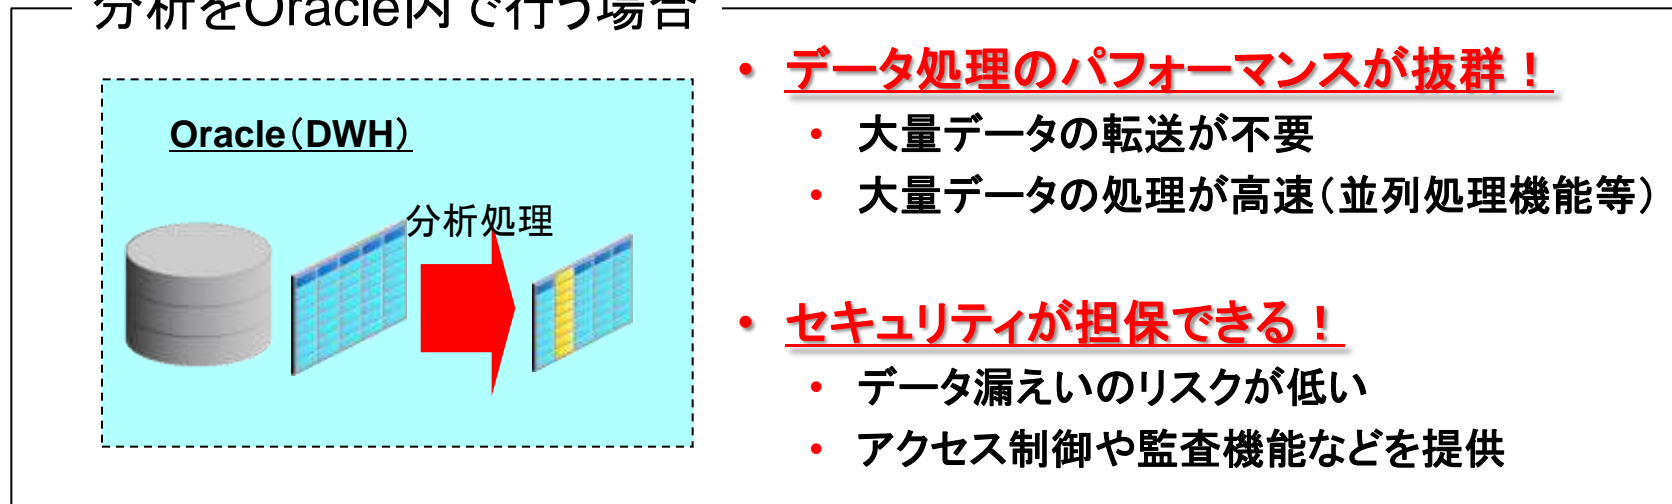 分析をOracle内で行う場合
Oracle（DWH）
分析処理
• データ処理のパフォーマンスが抜群！
• 大量データの転送が不要
• 大量データの処理が高速（並列処理機能等）
• セキュリティが担保できる！
• データ漏えいのリスクが低い
• アクセス制御や監査機能などを提供